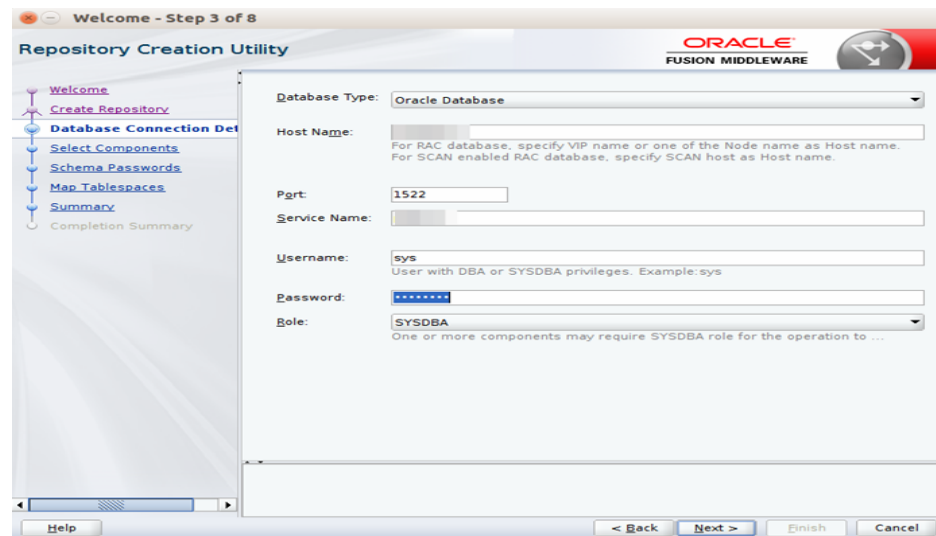 Welcome - Step 3 of 8
Repository Creation Utility
ORACLE
FUSION MIDDLEWARE
Welcome
Create Repository
Database Connection Det
Select Components
Schema Passwords
Map Tablespaces
Summary
Completion Summary
Database Type: Oracle Database
Host Name:
For RAC database, specify VIP name or one of the Node name as Host name.
For SCAN enabled RAC database, specify SCAN host as Host name.
Port: 1522
Service Name:
Username: sys
User with DBA or SYSDBA privileges. Example:sys
Password: ••••••••
Role: SYSDBA
One or more components may require SYSDBA role for the operation to ...
Help
< Back Next > Finish Cancel